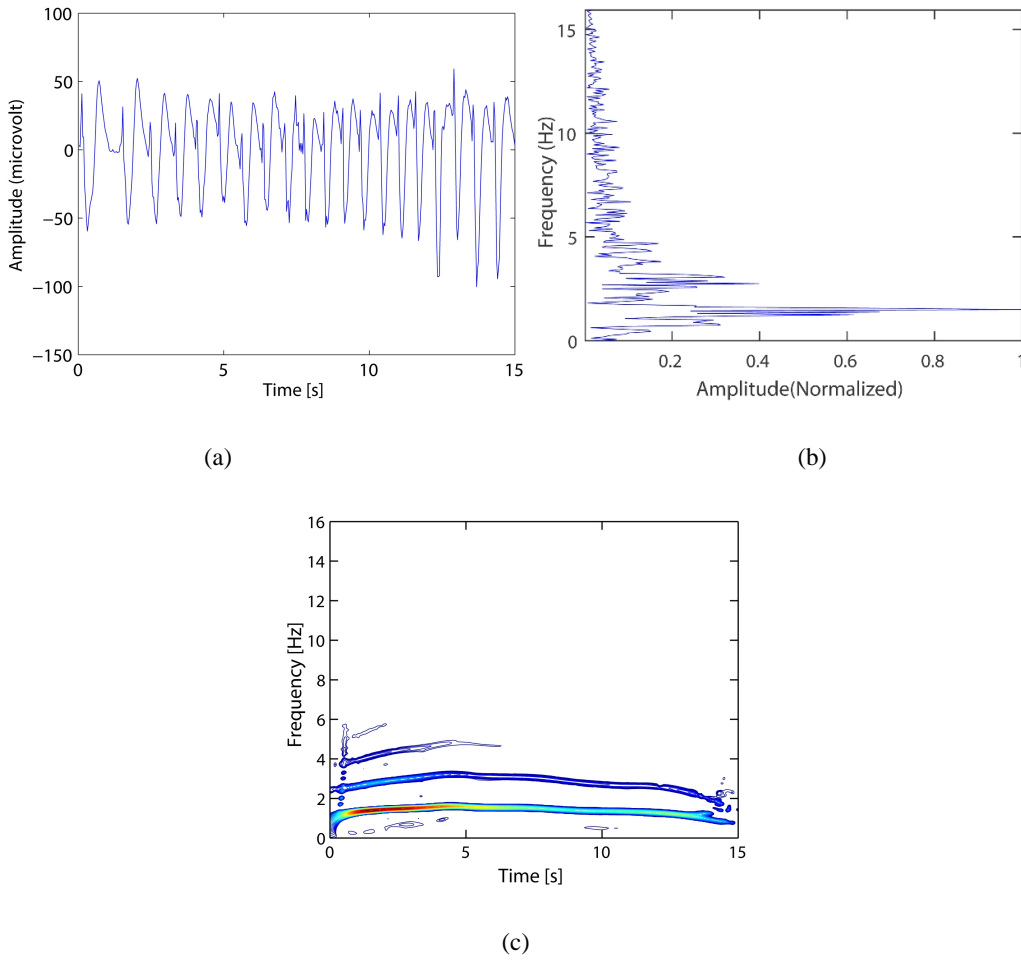 100
50
0
−50
−100
−150
Amplitude (microvolt)
0 5 10 15
Time [s]
(a)
15
10
5
0
Frequency (Hz)
0.2 0.4 0.6 0.8 1
Amplitude(Normalized)
(b)
16
14
12
10
8
6
4
2
0
Frequency [Hz]
0 5 10 15
Time [s]
(c)